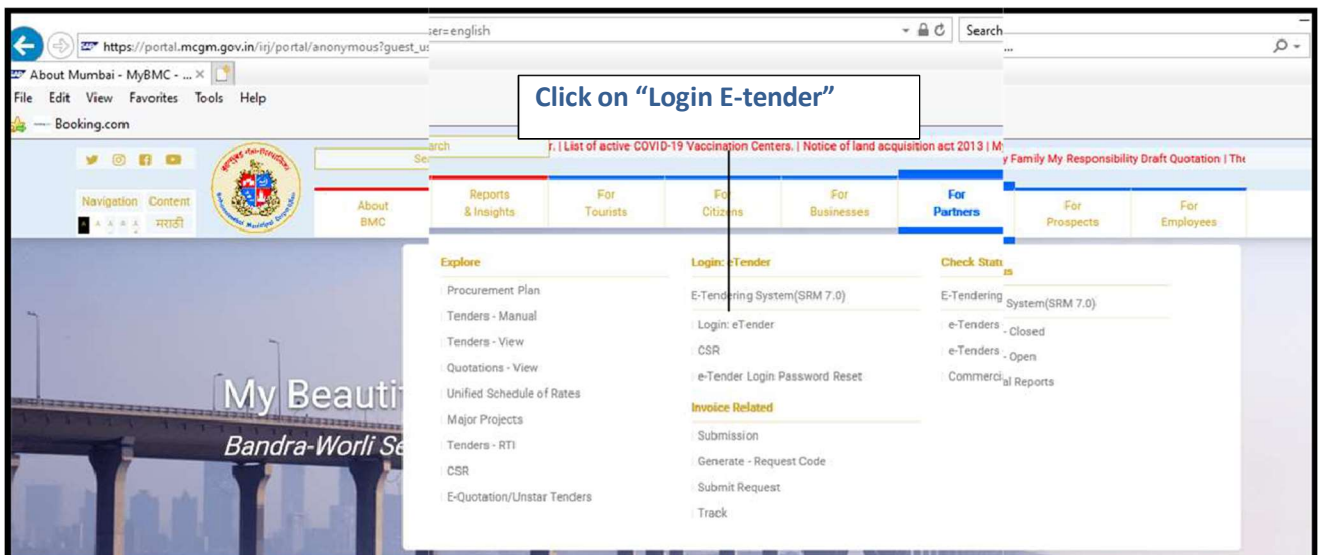 ser=english
Search...
https://portal.mcgm.gov.in/irj/portal/anonymous?guest_us
About Mumbai - MyBMC - ...
File Edit View Favorites Tools Help
Booking.com
Click on “Login E-tender”
Se
arch
r. | List of active COVID-19 Vaccination Centers. | Notice of land acquisition act 2013 | M
y Family My Responsibility Draft Quotation | The
Navigation Content
A A A A A मराठी
About BMC
Reports & Insights
For Tourists
For Citizens
For Businesses
For Partners
For Prospects
For Employees
Explore
Procurement Plan
Tenders - Manual
Tenders - View
Quotations - View
Unified Schedule of Rates
Major Projects
Tenders - RTI
CSR
E-Quotation/Unstar Tenders
Login: eTender
E-Tendering System(SRM 7.0)
Login: eTender
CSR
e-Tender Login Password Reset
Invoice Related
Submission
Generate - Request Code
Submit Request
Track
Check Status
E-Tendering System(SRM 7.0)
e-Tenders - Closed
e-Tenders - Open
Commercial Reports
My Beauti
Bandra-Worli Se